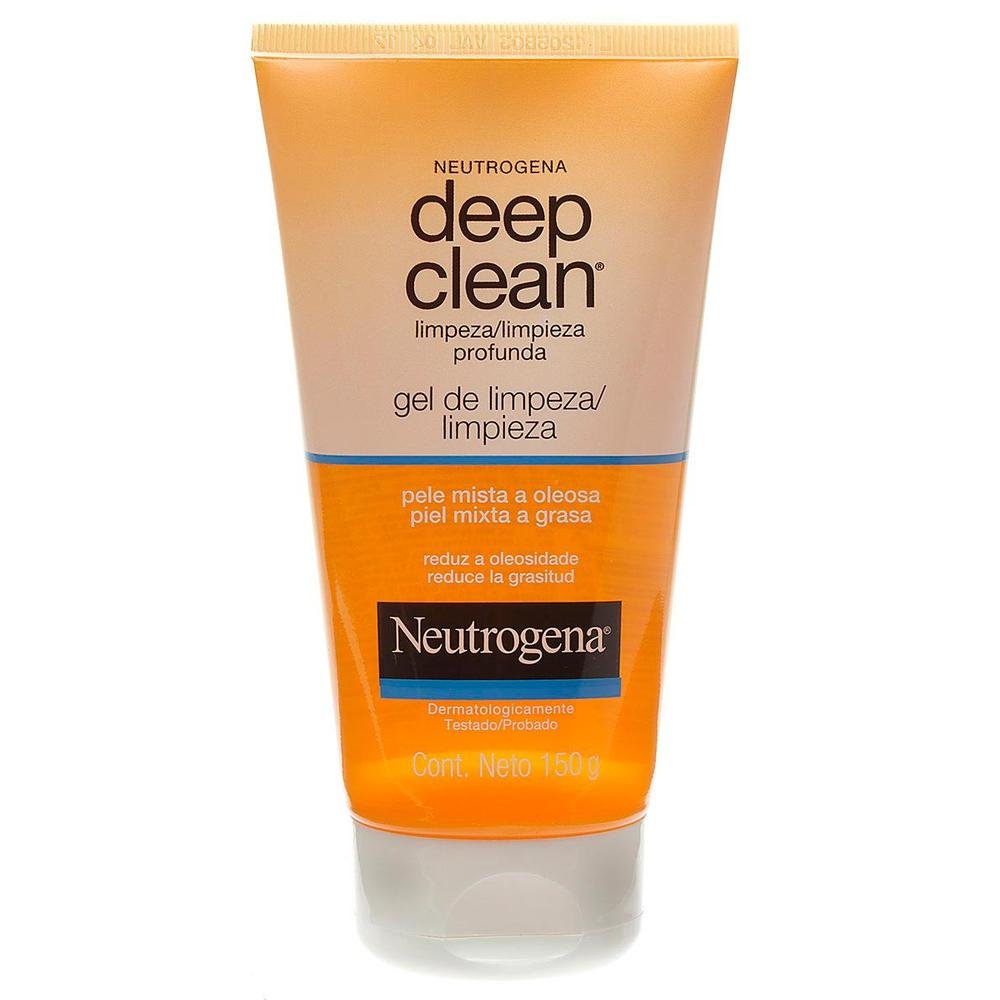 NEUTROGENA
deep
clean®
limpeza/limpieza
profunda
gel de limpeza/
limpieza
pele mista a oleosa
piel mixta a grasa
reduz a oleosidade
reduce la grasitud
Neutrogena®
Dermatologicamente
Testado/Probado
Cont. Neto 150 g